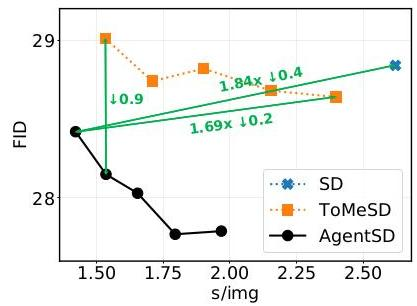 29
28
FID
1.84x ↓0.4
↓0.9
1.69x ↓0.2
SD
ToMeSD
AgentSD
1.50 1.75 2.00 2.25 2.50
s/img